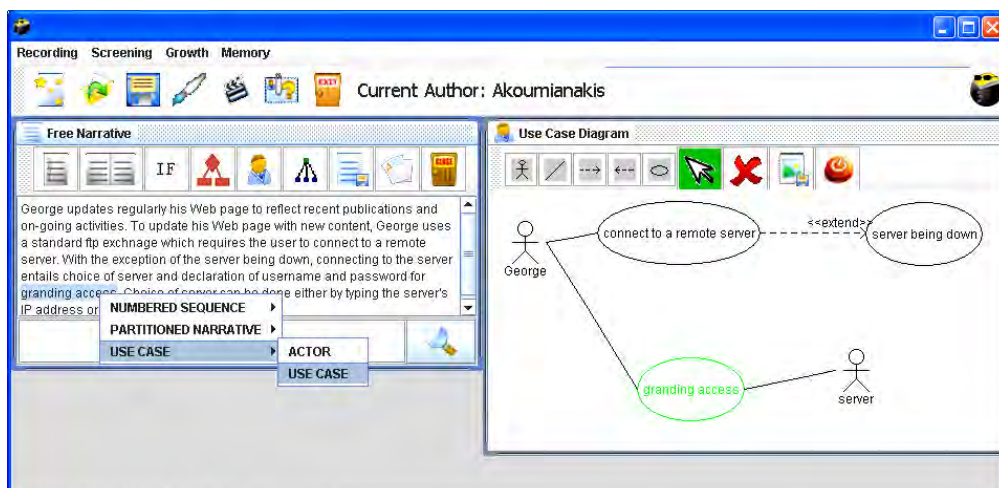 Recording Screening Growth Memory
EXIT
Current Author: Akoumianakis
Free Narrative
IF
CLOSE
George updates regularly his Web page to reflect recent publications and
on-going activities. To update his Web page with new content, George uses
a standard ftp exchnage which requires the user to connect to a remote
server. With the exception of the server being down, connecting to the server
entails choice of server and declaration of username and password for
granding access. Choice of server can be done either by typing the server's
IP address or
NUMBERED SEQUENCE
PARTITIONED NARRATIVE
USE CASE
ACTOR
USE CASE
Use Case Diagram
connect to a remote server
<<extend>>
server being down
George
granding access
server